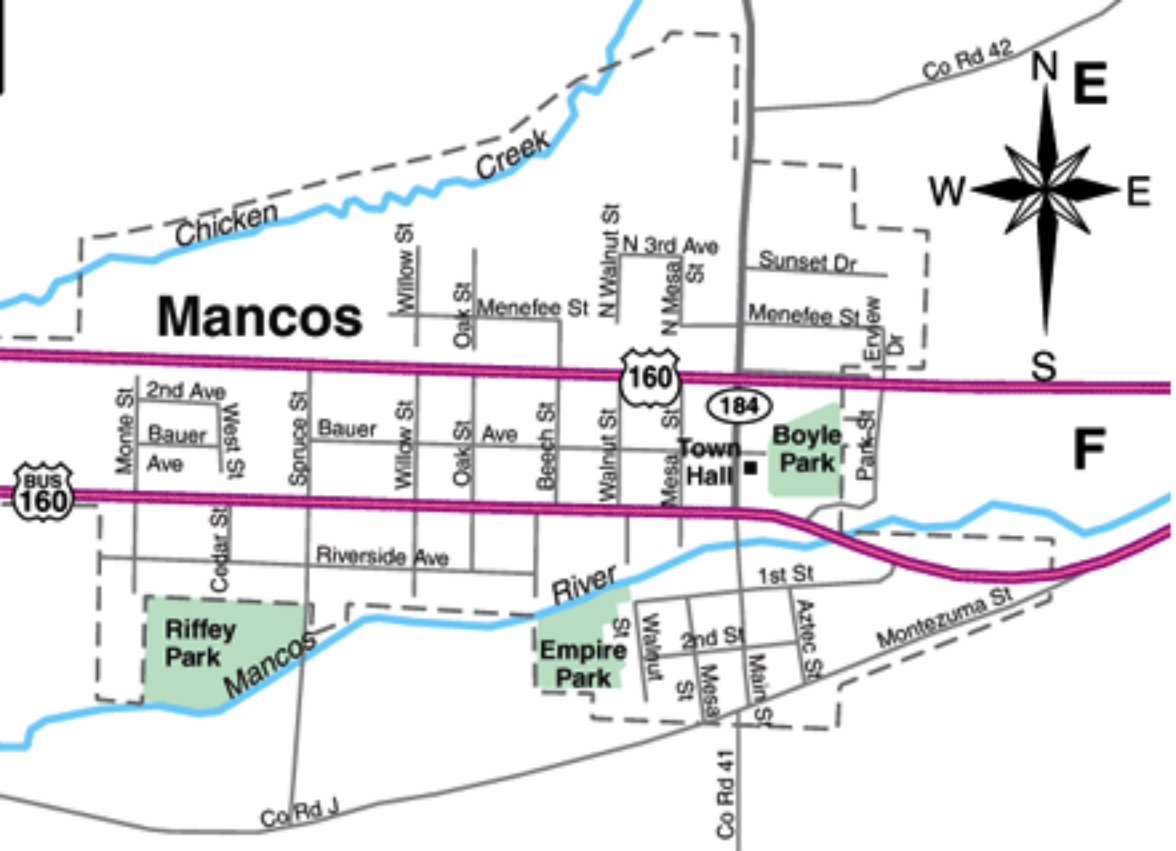 Co Rd 42
N
E
W
E
S
Creek
Chicken
Willow St
Oak St
Menefee St
N Walnut St
N 3rd Ave
N Mesa
St
Sunset Dr
Menefee St
Erview
Dr
Mancos
160
184
Monte St
2nd Ave
Bauer
Ave
West St
Spruce St
Bauer
Willow St
Oak St
Ave
Beech St
Walnut St
Mesa St
Town
Hall
Boyle
Park
Park St
F
BUS
160
Cedar St
Riverside Ave
River
1st St
Riffey
Park
Mancos
Empire
Park
St
Walnut
2nd St
St
Mesa
Main St
Aztec St
Montezuma St
Co Rd J
Co Rd 41